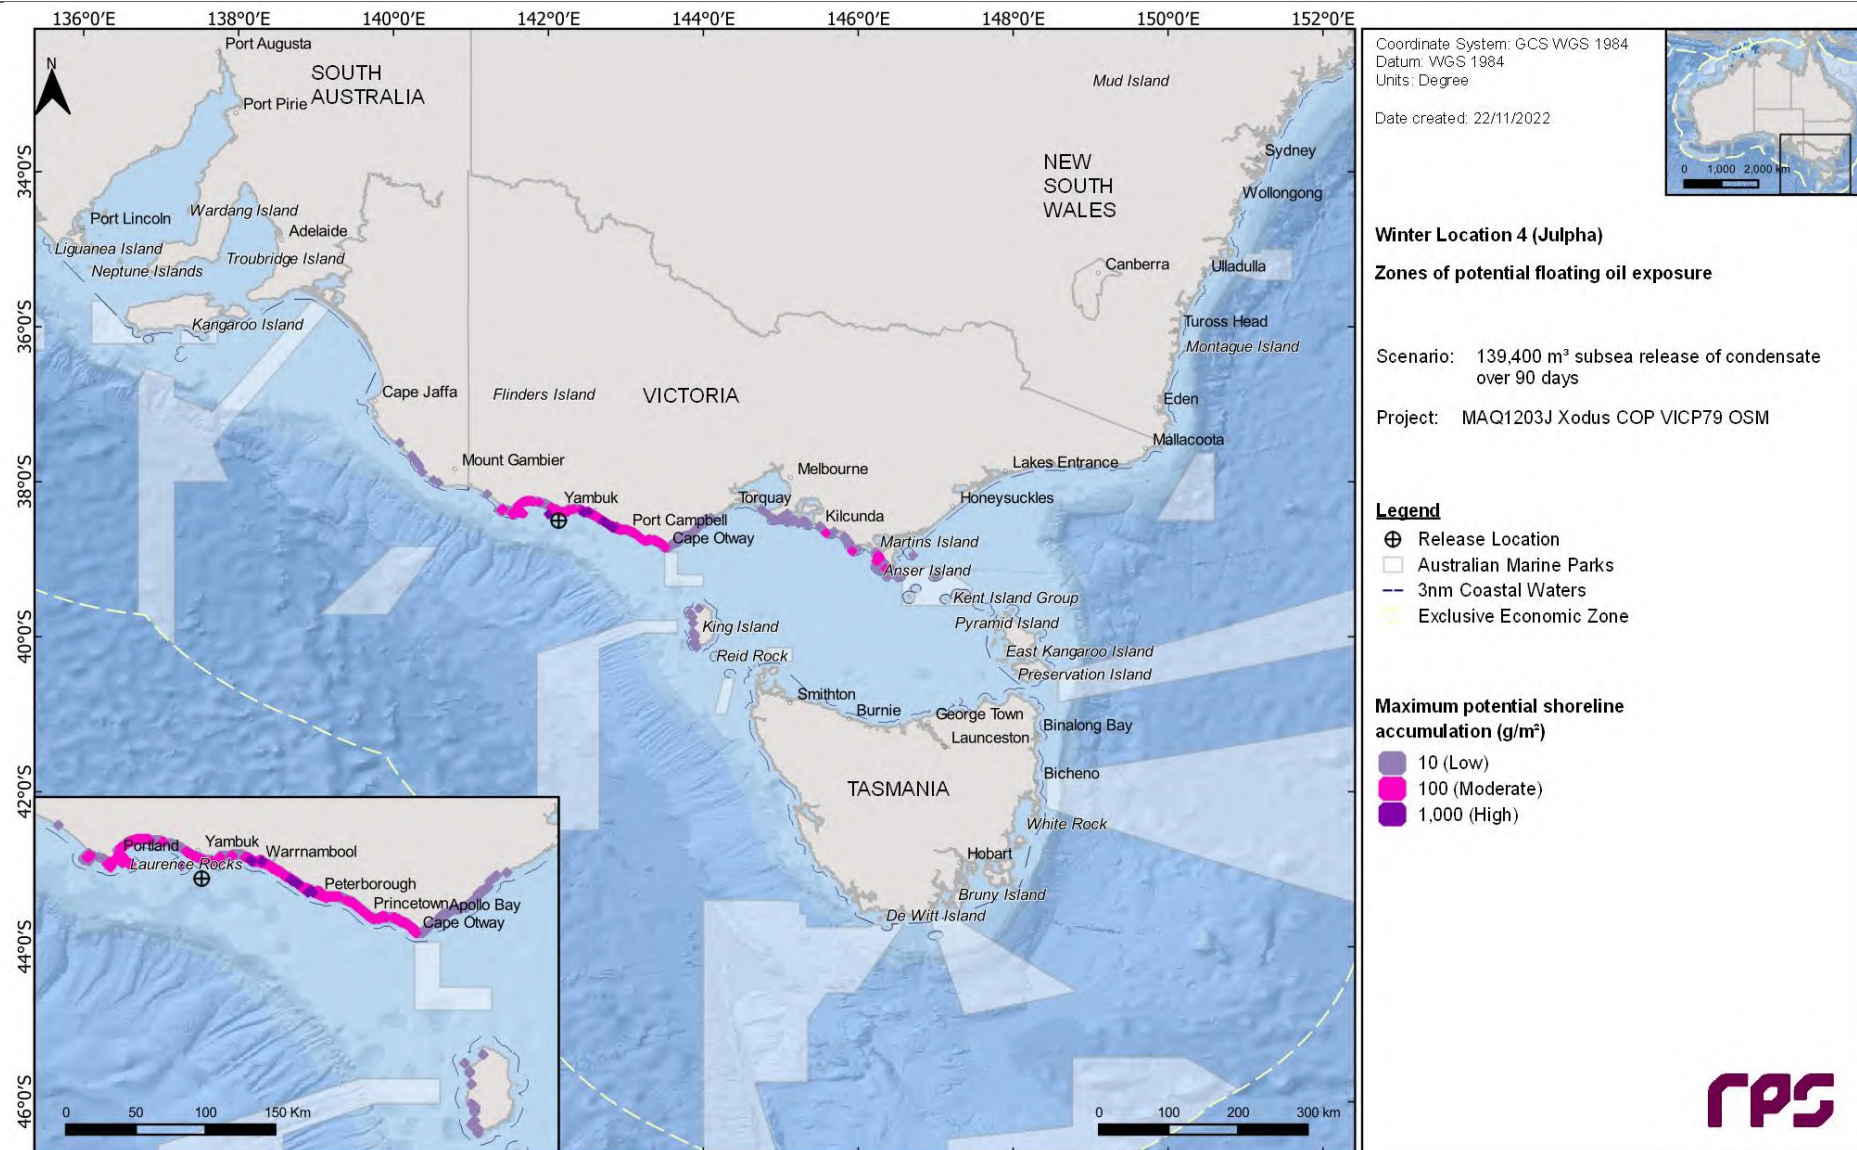 136°0'E 138°0'E 140°0'E 142°0'E 144°0'E 146°0'E 148°0'E 150°0'E 152°0'E
34°0'S
36°0'S
38°0'S
40°0'S
42°0'S
44°0'S
46°0'S
N
Port Augusta
SOUTH
AUSTRALIA
Port Pirie
Mud Island
Sydney
NEW
SOUTH
WALES
Wollongong
Port Lincoln
Wardang Island
Adelaide
Liguanea Island
Troubridge Island
Neptune Islands
Canberra
Ulladulla
Kangaroo Island
Tuross Head
Montague Island
Cape Jaffa
Flinders Island
VICTORIA
Eden
Mallacoota
Mount Gambier
Melbourne
Lakes Entrance
Yambuk
Torquay
Honeysuckles
Port Campbell
Kilcunda
Cape Otway
Martins Island
Anser Island
Kent Island Group
King Island
Pyramid Island
Reid Rock
East Kangaroo Island
Preservation Island
Smithton
Burnie
George Town
Binalong Bay
Launceston
Bicheno
TASMANIA
White Rock
Hobart
Bruny Island
De Witt Island
0 100 200 300 km
Portland
Yambuk
Warrnambool
Laurence Rocks
Peterborough
Princetown
Apollo Bay
Cape Otway
0 50 100 150 Km
Coordinate System: GCS WGS 1984
Datum: WGS 1984
Units: Degree
Date created: 22/11/2022
0 1,000 2,000 km
Winter Location 4 (Julpha)
Zones of potential floating oil exposure
Scenario: 139,400 m³ subsea release of condensate
over 90 days
Project: MAQ1203J Xodus COP VICP79 OSM
Legend
Release Location
Australian Marine Parks
3nm Coastal Waters
Exclusive Economic Zone
Maximum potential shoreline
accumulation (g/m²)
10 (Low)
100 (Moderate)
1,000 (High)
rps